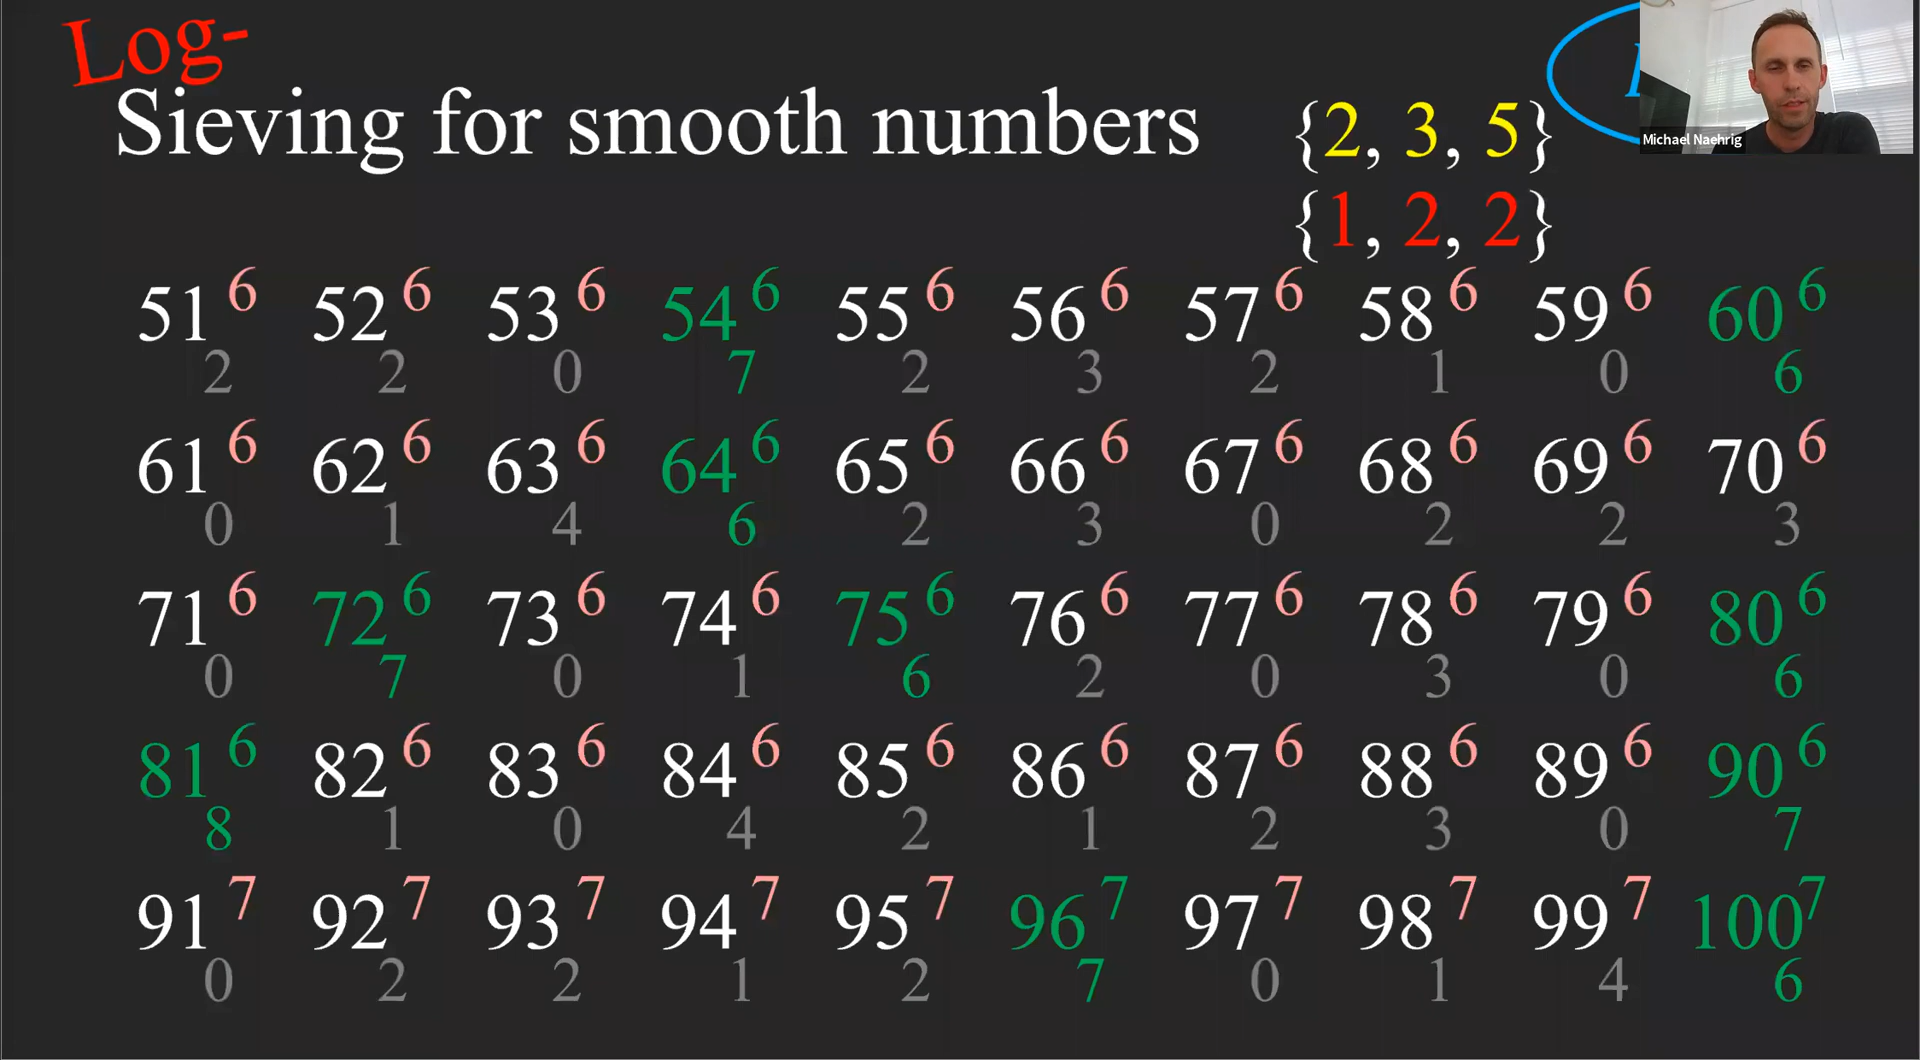 Log-
Sieving for smooth numbers
{2, 3, 5}
{1, 2, 2}
Michael Naehrig
51 6 52 6 53 6 54 6 55 6 56 6 57 6 58 6 59 6 60 6
2 2 0 7 2 3 2 1 0 6
61 6 62 6 63 6 64 6 65 6 66 6 67 6 68 6 69 6 70 6
0 1 4 6 2 3 0 2 2 3
71 6 72 6 73 6 74 6 75 6 76 6 77 6 78 6 79 6 80 6
0 7 0 1 6 2 0 3 0 6
81 6 82 6 83 6 84 6 85 6 86 6 87 6 88 6 89 6 90 6
8 1 0 4 2 1 2 3 0 7
91 7 92 7 93 7 94 7 95 7 96 7 97 7 98 7 99 7 100 7
0 2 2 1 2 7 0 1 4 6